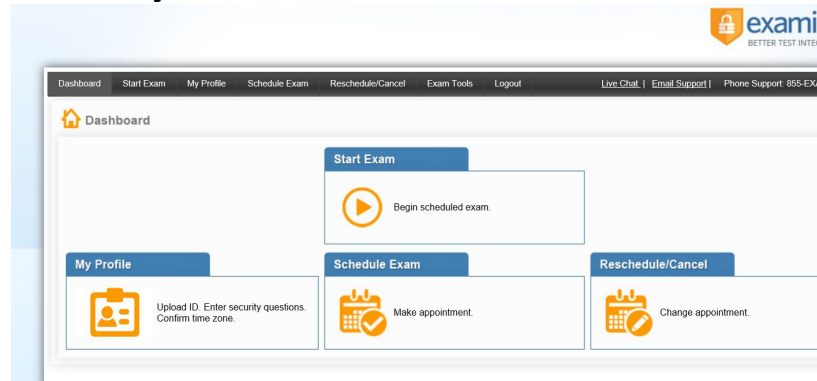 exami
BETTER TEST INTE
Dashboard Start Exam My Profile Schedule Exam Reschedule/Cancel Exam Tools Logout Live Chat | Email Support | Phone Support: 855-EX
Dashboard
Start Exam
Begin scheduled exam.
My Profile
Upload ID. Enter security questions.
Confirm time zone.
Schedule Exam
Make appointment.
Reschedule/Cancel
Change appointment.